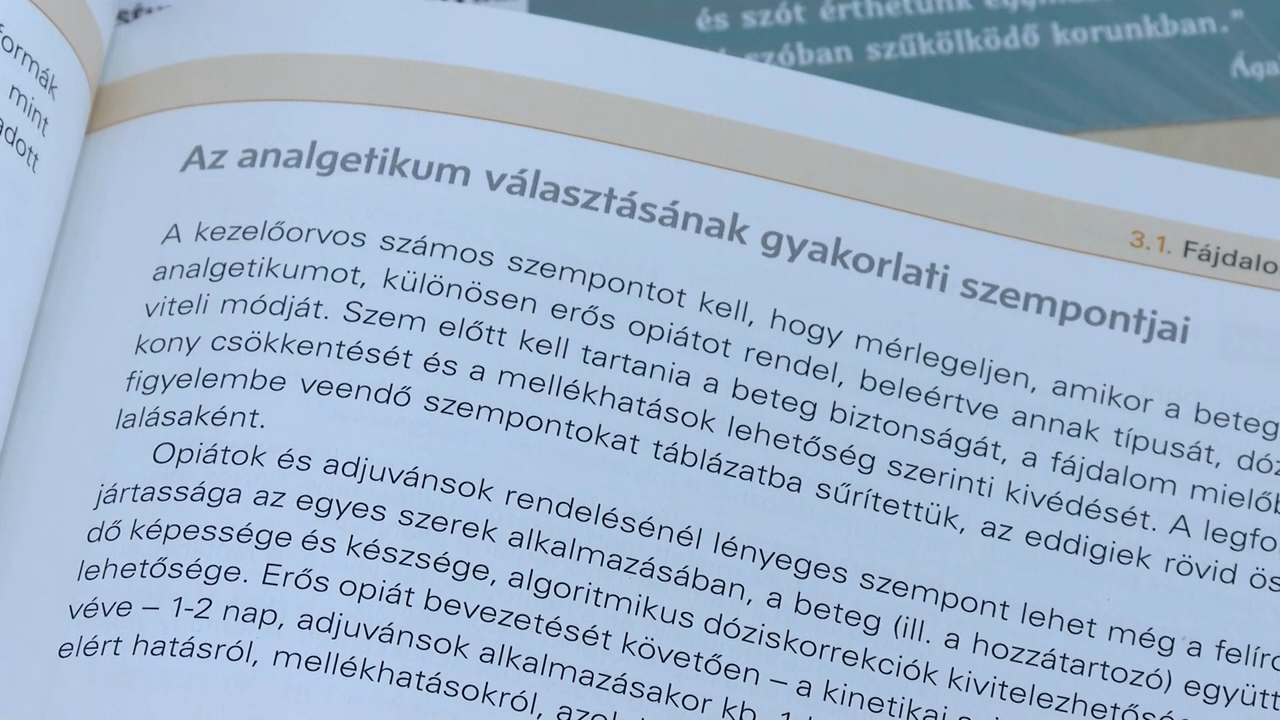 és szót érthetünk
szóban szűkölködő korunkban."
formák
mint
adott
3.1. Fájdalo
Az analgetikum választásának gyakorlati szempontjai
A kezelőorvos számos szempontot kell, hogy mérlegeljen, amikor a beteg
analgetikumot, különösen erős opiátot rendel, beleértve annak típusát, dóz
viteli módját. Szem előtt kell tartania a beteg biztonságát, a fájdalom mielőb
kony csökkentését és a mellékhatások lehetőség szerinti kivédését. A legfo
figyelembe veendő szempontokat táblázatba sűrítettük, az eddigiek rövid ös
lalásaként.
Opiátok és adjuvánsok rendelésénél lényeges szempont lehet még a felíro
jártassága az egyes szerek alkalmazásában, a beteg (ill. a hozzátartozó) együtt
dő képessége és készsége, algoritmikus dóziskorrekciók kivitelezhetősé
lehetősége. Erős opiát bevezetését követően – a kinetikai
véve – 1-2 nap, adjuvánsok alkalmazásakor kb.
elért hatásról, mellékhatásokról,